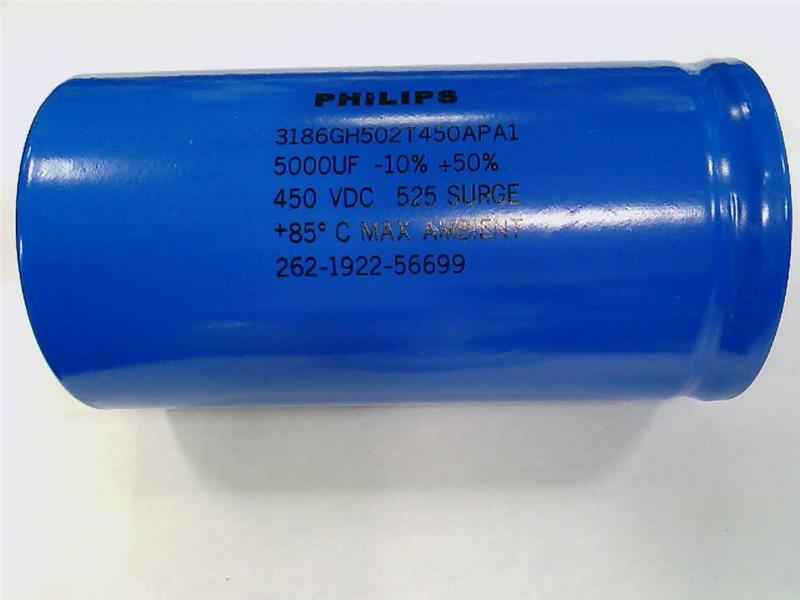 PHILIPS
3186GH502T450APA1
5000UF -10% +50%
450 VDC 525 SURGE
+85° C MAX AMBIENT
262-1922-56699